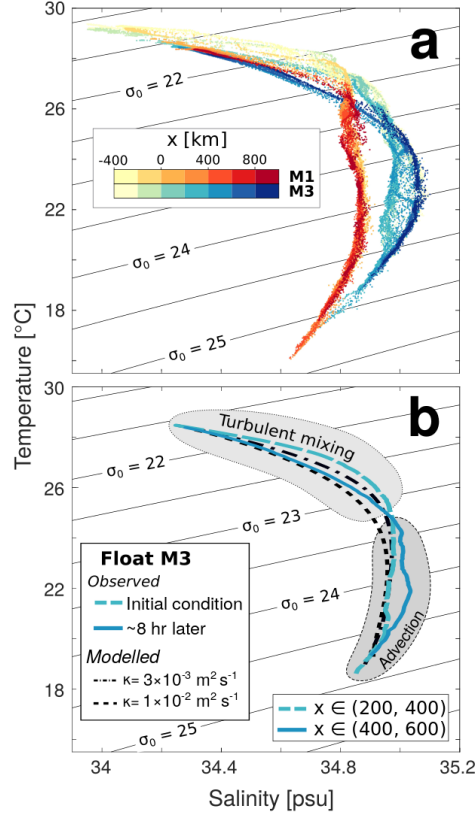 30
28
26
22
18
a
σ₀ = 22
x [km]
-400 0 400 800
M1
M3
σ₀ = 24
σ₀ = 25
Temperature [°C]
30
26
22
18
b
Turbulent mixing
σ₀ = 22
σ₀ = 23
σ₀ = 24
σ₀ = 25
Advection
Float M3
Observed
Initial condition
~8 hr later
Modelled
κ= 3×10⁻³ m² s⁻¹
κ= 1×10⁻² m² s⁻¹
x ∈ (200, 400)
x ∈ (400, 600)
34 34.4 34.8 35.2
Salinity [psu]